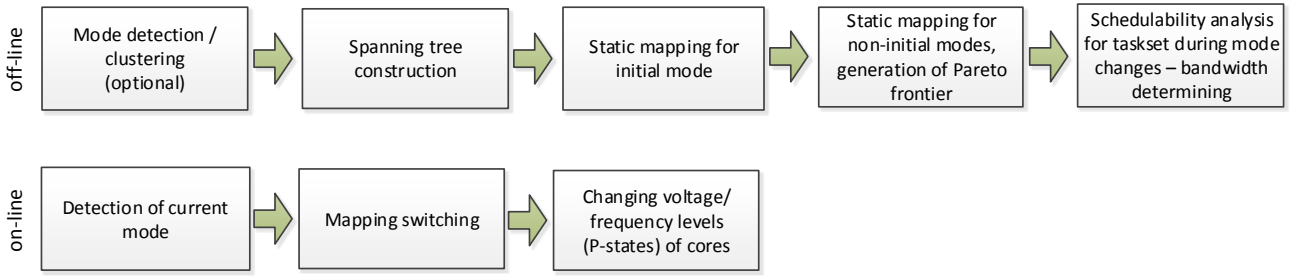 off-line
Mode detection /
clustering
(optional)
Spanning tree
construction
Static mapping for
initial mode
Static mapping for
non-initial modes,
generation of Pareto
frontier
Schedulability analysis
for taskset during mode
changes – bandwidth
determining
on-line
Detection of current
mode
Mapping switching
Changing voltage/
frequency levels
(P-states) of cores